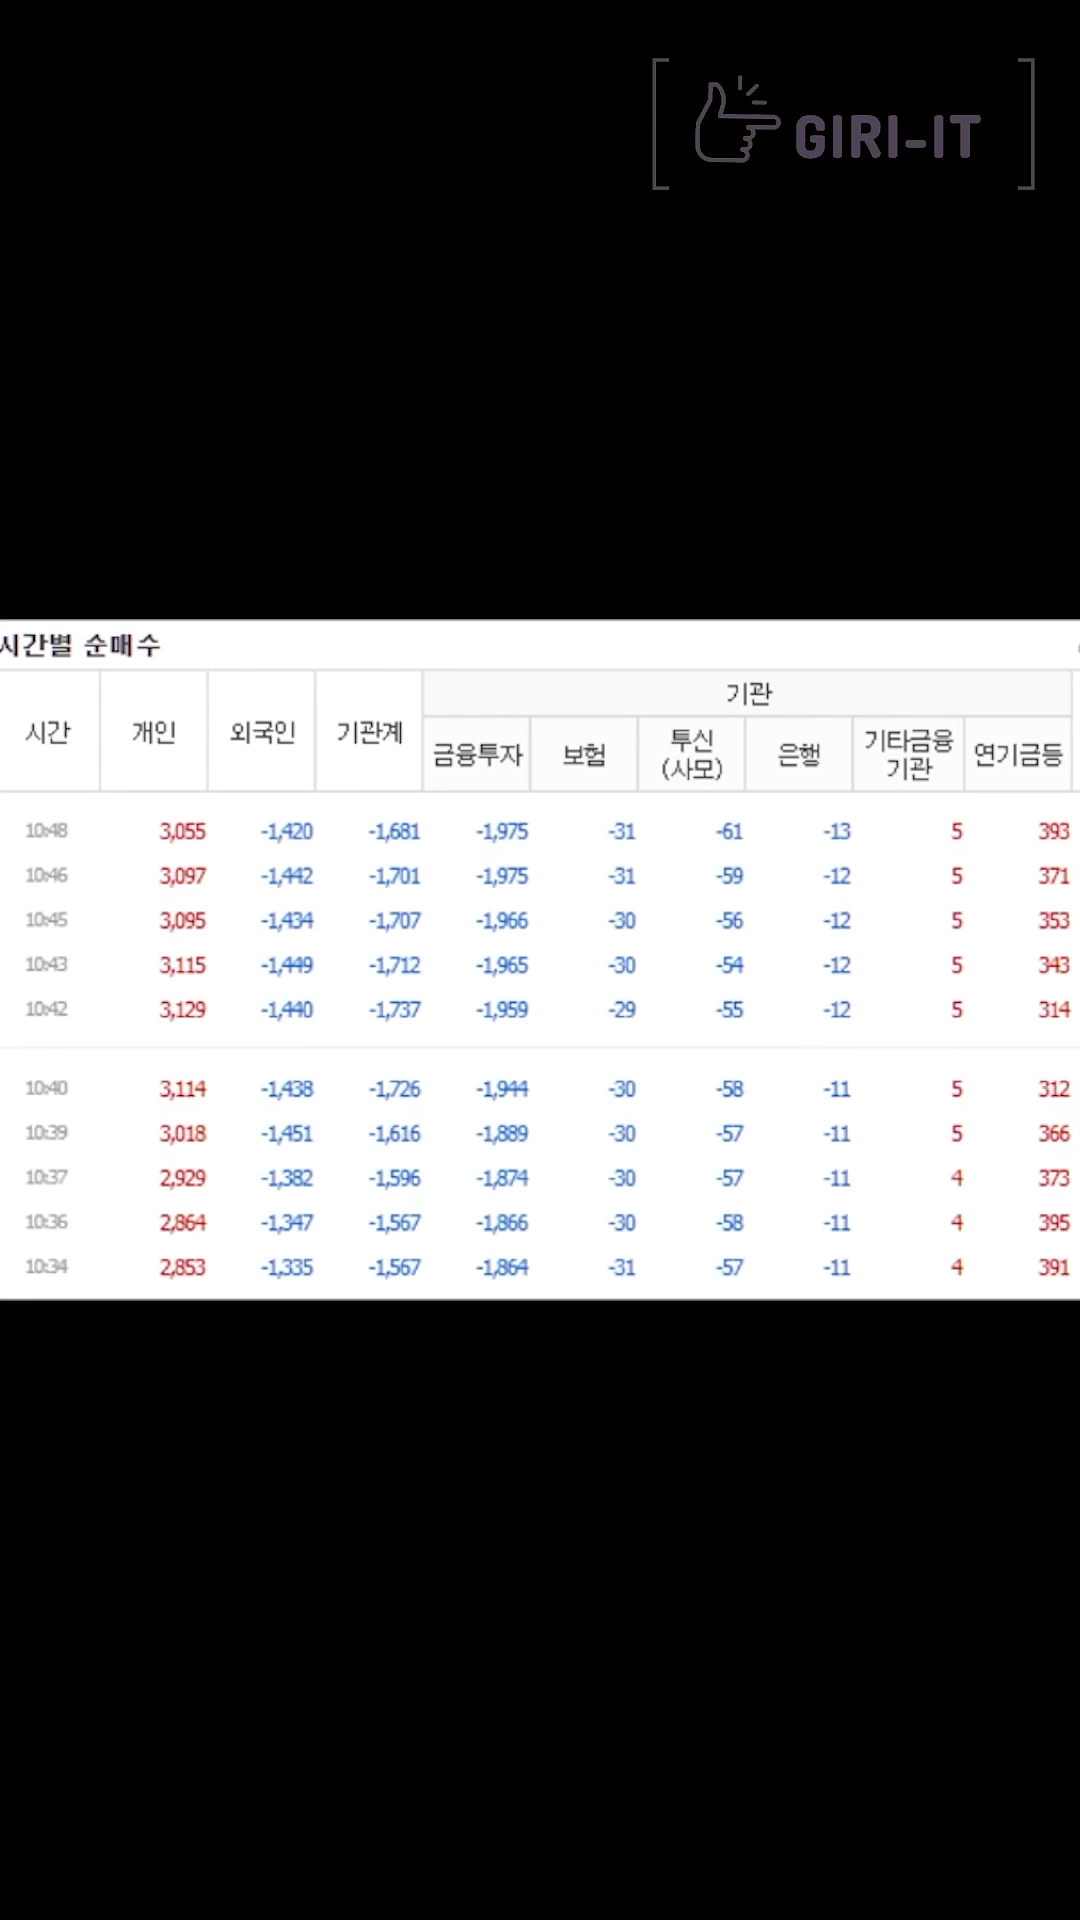 GIRI-IT
시간별 순매수
시간 개인 외국인 기관계 기관
금융투자 보험 투신(사모) 은행 기타금융기관 연기금등
10:48 3,055 -1,420 -1,681 -1,975 -31 -61 -13 5 393
10:46 3,097 -1,442 -1,701 -1,975 -31 -59 -12 5 371
10:45 3,095 -1,434 -1,707 -1,966 -30 -56 -12 5 353
10:43 3,115 -1,449 -1,712 -1,965 -30 -54 -12 5 343
10:42 3,129 -1,440 -1,737 -1,959 -29 -55 -12 5 314
10:40 3,114 -1,438 -1,726 -1,944 -30 -58 -11 5 312
10:39 3,018 -1,451 -1,616 -1,889 -30 -57 -11 5 366
10:37 2,929 -1,382 -1,596 -1,874 -30 -57 -11 4 373
10:36 2,864 -1,347 -1,567 -1,866 -30 -58 -11 4 395
10:34 2,853 -1,335 -1,567 -1,864 -31 -57 -11 4 391